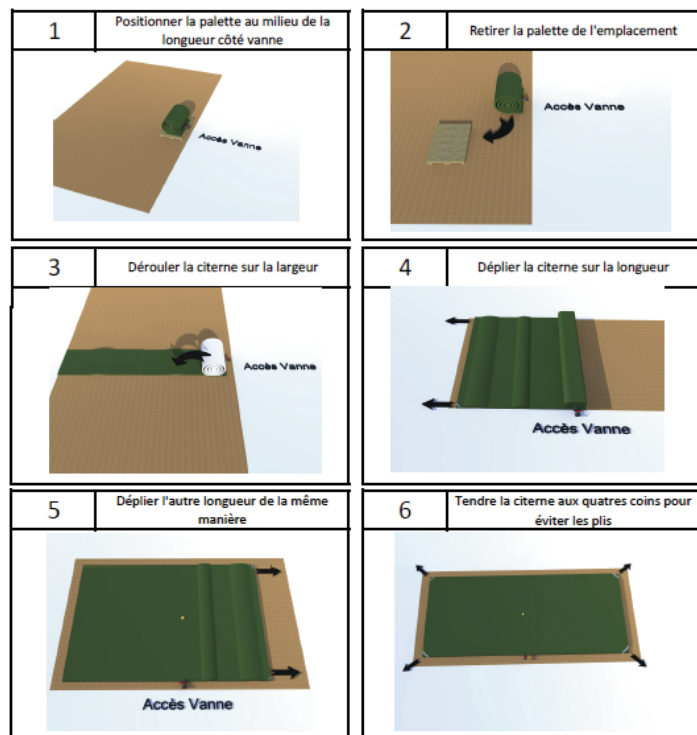 1
Positionner la palette au milieu de la
longueur côté vanne
Accès Vanne
2
Retirer la palette de l'emplacement
Accès Vanne
3
Dérouler la citerne sur la largeur
Accès Vanne
4
Déplier la citerne sur la longueur
Accès Vanne
5
Déplier l'autre longueur de la même
manière
Accès Vanne
6
Tendre la citerne aux quatres coins pour
éviter les plis